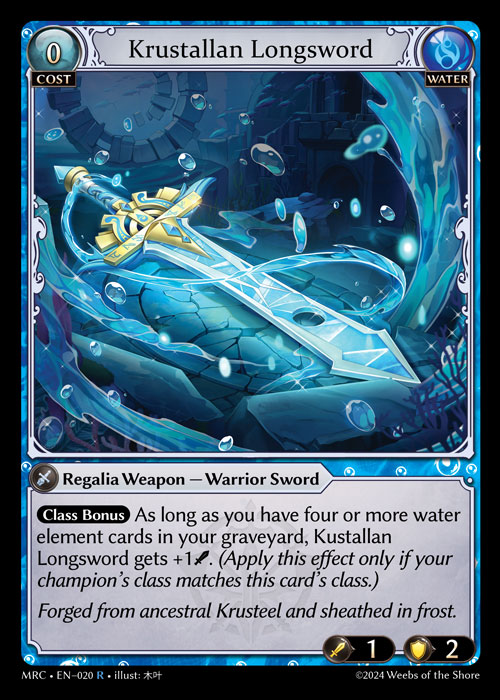 0
Krustallan Longsword
COST
WATER
Regalia Weapon — Warrior Sword
Class Bonus As long as you have four or more water
element cards in your graveyard, Kustallan
Longsword gets +1. (Apply this effect only if your
champion's class matches this card's class.)
Forged from ancestral Krusteel and sheathed in frost.
1
2
MRC • EN–020 R • illust: 木叶
©2024 Weebs of the Shore